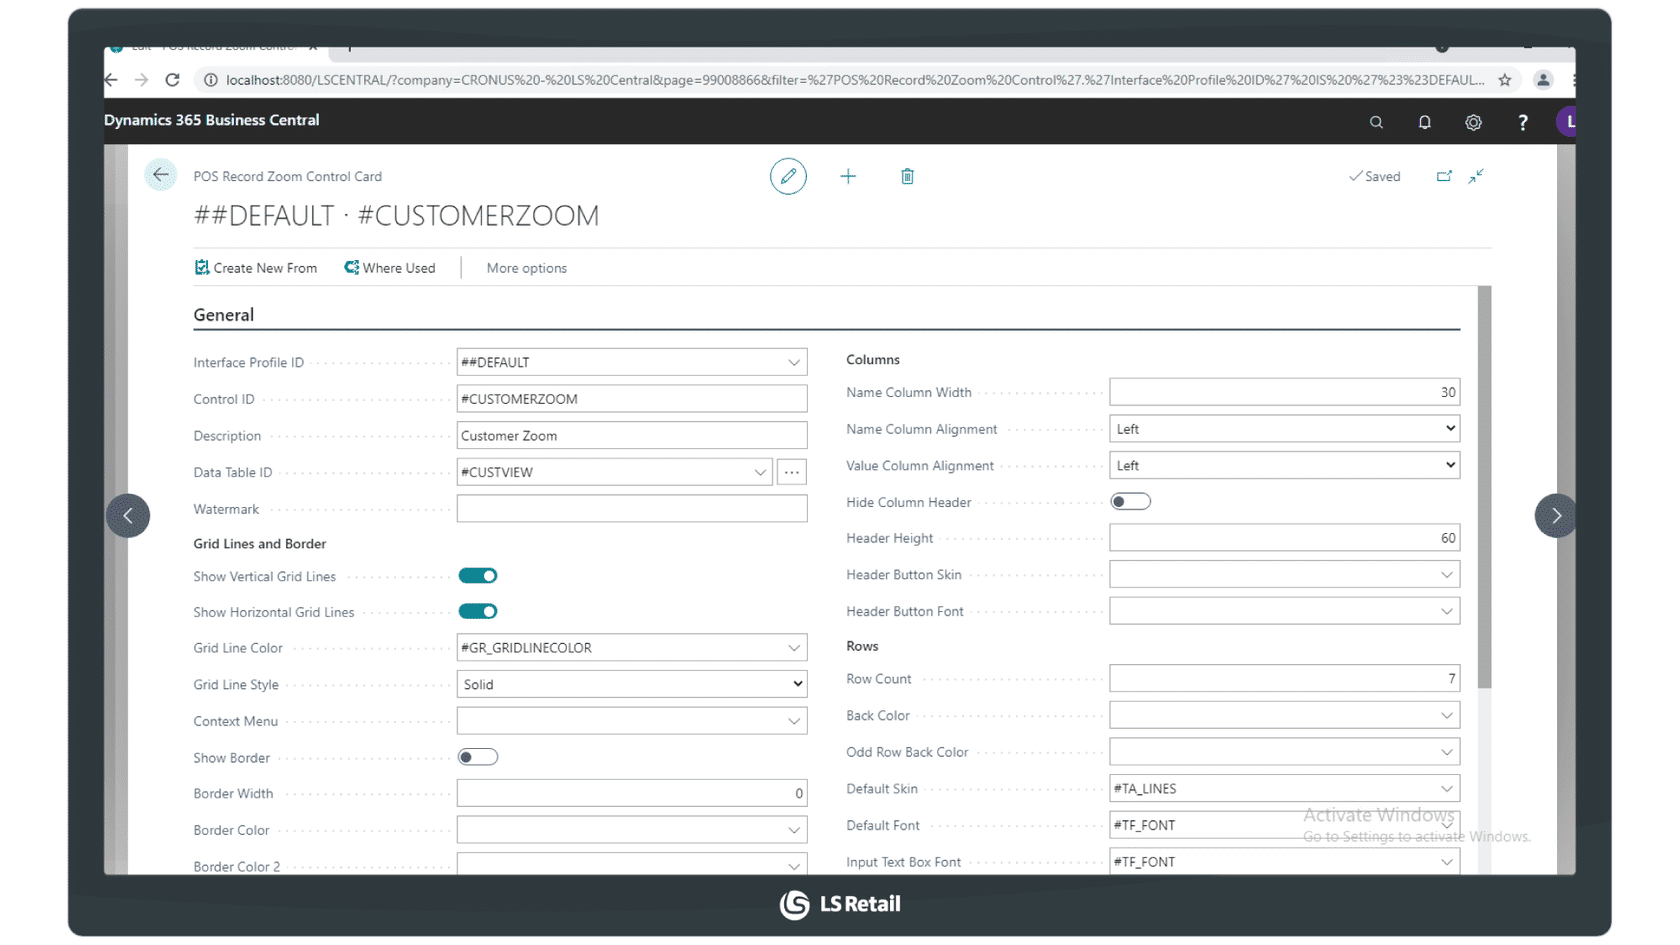 localhost:8080/LSCENTRAL/?company=CRONUS%20-%20LS%20Central&page=99008866&filter=%27POS%20Record%20Zoom%20Control%27.%27Interface%20Profile%20ID%27%20IS%20%27%23%23DEFAUL...
Dynamics 365 Business Central
L
POS Record Zoom Control Card
Saved
##DEFAULT · #CUSTOMERZOOM
Create New From
Where Used
More options
General
Interface Profile ID
##DEFAULT
Control ID
#CUSTOMERZOOM
Description
Customer Zoom
Data Table ID
#CUSTVIEW
Watermark
Grid Lines and Border
Show Vertical Grid Lines
Show Horizontal Grid Lines
Grid Line Color
#GR_GRIDLINECOLOR
Grid Line Style
Solid
Context Menu
Show Border
Border Width
0
Border Color
Border Color 2
Columns
Name Column Width
30
Name Column Alignment
Left
Value Column Alignment
Left
Hide Column Header
Header Height
60
Header Button Skin
Header Button Font
Rows
Row Count
7
Back Color
Odd Row Back Color
Default Skin
#TA_LINES
Default Font
#TF_FONT
Input Text Box Font
#TF_FONT
Activate Windows
Go to Settings to activate Windows.
LS Retail